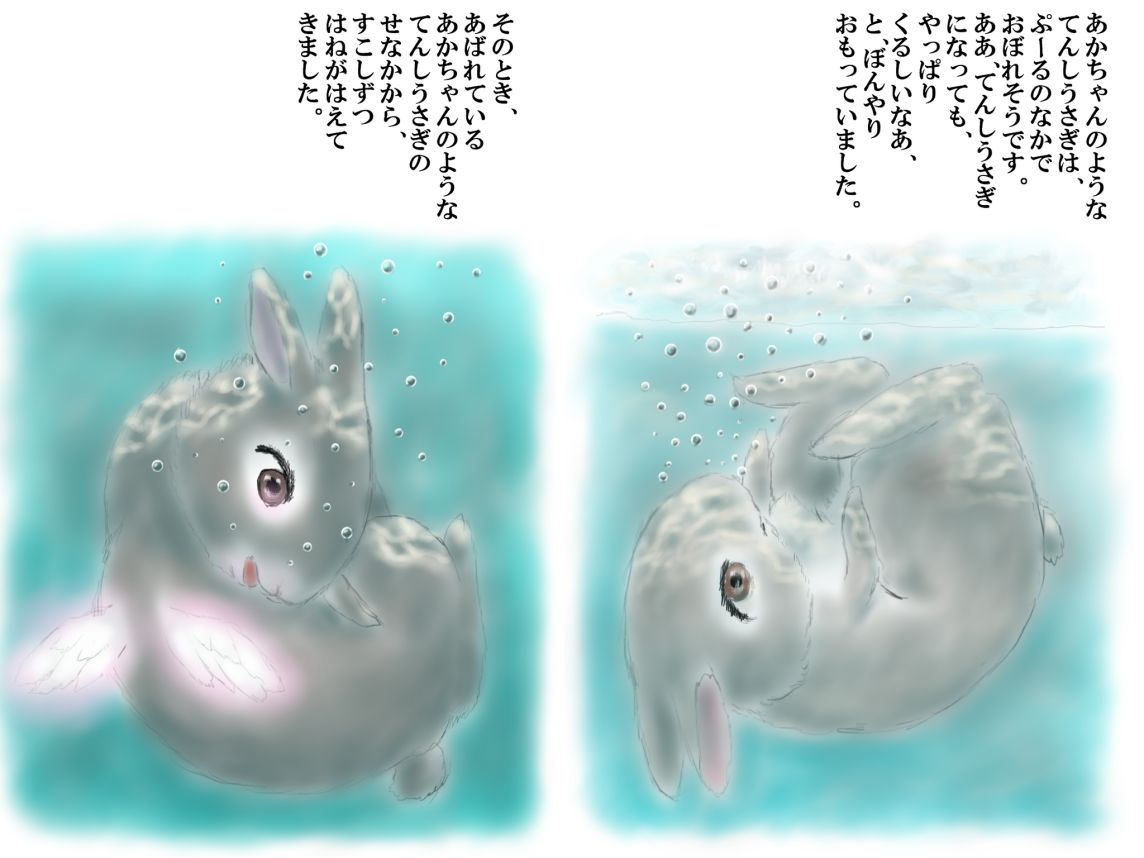 あかちゃんのような
てんしうさぎは、
ぷーるのなかで
おぼれそうです。
ああ、てんしうさぎ
になっても、
やっぱり
くるしいなあ、
と、ぼんやり
おもっていました。
そのとき、
あばれている
あかちゃんのような
てんしうさぎの
せなかから、
すこしずつ
はねがはえて
きました。